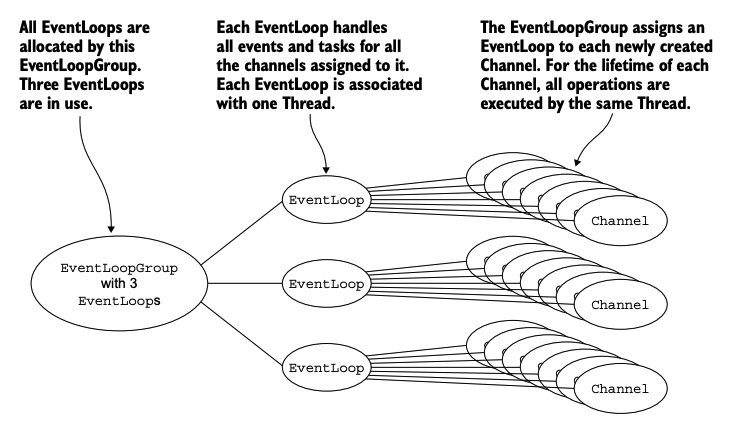 All EventLoops are
allocated by this
EventLoopGroup.
Three EventLoops
are in use.
Each EventLoop handles
all events and tasks for all
the channels assigned to it.
Each EventLoop is associated
with one Thread.
The EventLoopGroup assigns an
EventLoop to each newly created
Channel. For the lifetime of each
Channel, all operations are
executed by the same Thread.
EventLoop
Channel
EventLoopGroup
with 3
EventLoops
EventLoop
Channel
EventLoop
Channel